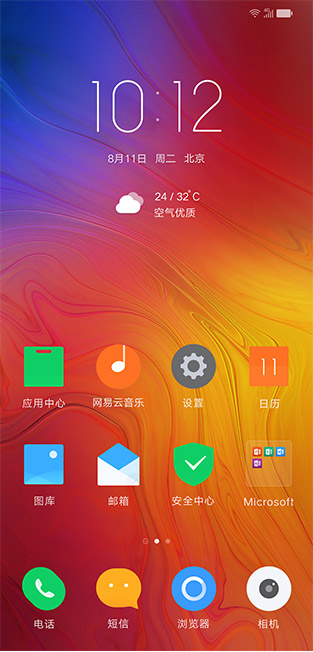 4G
10:12
8月11日 周二 北京
24 / 32°C
空气优质
11
应用中心 网易云音乐 设置 日历
图库 邮箱 安全中心 Microsoft
电话 短信 浏览器 相机